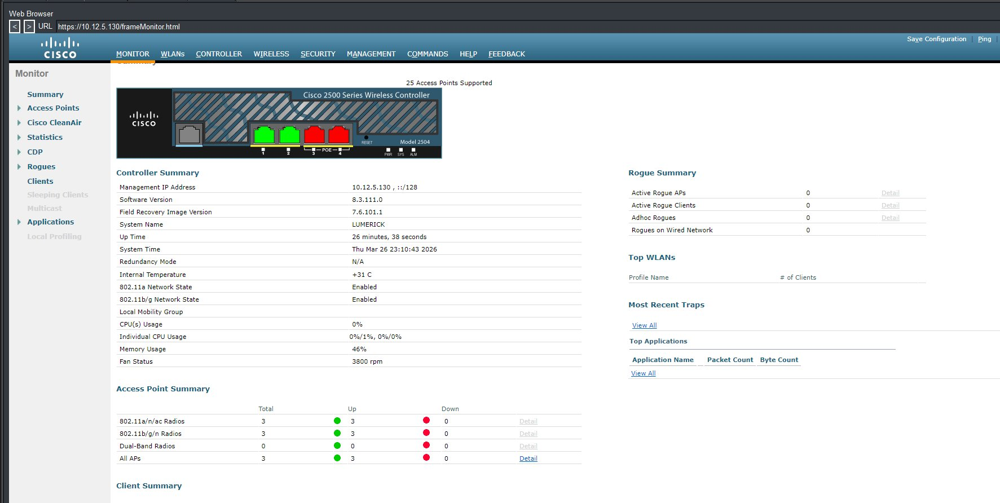 Web Browser
< > URL https://10.12.5.130/frameMonitor.html
Save Configuration | Ping |
CISCO
MONITOR WLANs CONTROLLER WIRELESS SECURITY MANAGEMENT COMMANDS HELP FEEDBACK
Monitor
Summary
Access Points
Cisco CleanAir
Statistics
CDP
Rogues
Clients
Sleeping Clients
Multicast
Applications
Local Profiling
Summary
25 Access Points Supported
Cisco 2500 Series Wireless Controller
CISCO
RESET
Model 2504
1 2 3 POE 4
PWR SYS ALM
Controller Summary
Management IP Address 10.12.5.130 , ::/128
Software Version 8.3.111.0
Field Recovery Image Version 7.6.101.1
System Name LUMERICK
Up Time 26 minutes, 38 seconds
System Time Thu Mar 26 23:10:43 2026
Redundancy Mode N/A
Internal Temperature +31 C
802.11a Network State Enabled
802.11b/g Network State Enabled
Local Mobility Group
CPU(s) Usage 0%
Individual CPU Usage 0%/1%, 0%/0%
Memory Usage 46%
Fan Status 3800 rpm
Access Point Summary
Total Up Down
802.11a/n/ac Radios 3 3 0 Detail
802.11b/g/n Radios 3 3 0 Detail
Dual-Band Radios 0 0 0 Detail
All APs 3 3 0 Detail
Client Summary
Rogue Summary
Active Rogue APs 0 Detail
Active Rogue Clients 0 Detail
Adhoc Rogues 0 Detail
Rogues on Wired Network 0
Top WLANs
Profile Name # of Clients
Most Recent Traps
View All
Top Applications
Application Name Packet Count Byte Count
View All